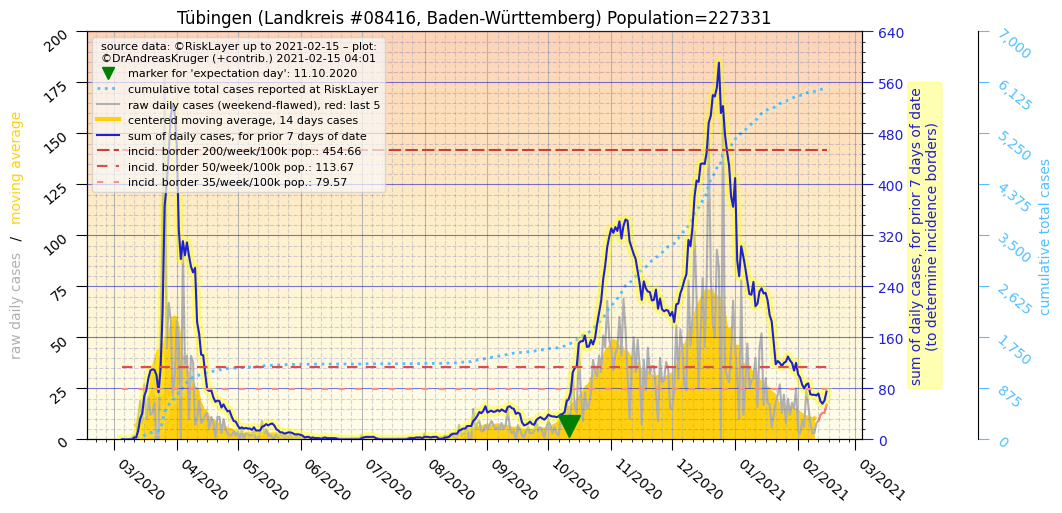 Tübingen (Landkreis #08416, Baden-Württemberg) Population=227331
source data: ©RiskLayer up to 2021-02-15 – plot:
©DrAndreasKruger (+contrib.) 2021-02-15 04:01
marker for 'expectation day': 11.10.2020
cumulative total cases reported at RiskLayer
raw daily cases (weekend-flawed), red: last 5
centered moving average, 14 days cases
sum of daily cases, for prior 7 days of date
incid. border 200/week/100k pop.: 454.66
incid. border 50/week/100k pop.: 113.67
incid. border 35/week/100k pop.: 79.57
raw daily cases / moving average
200
175
150
125
100
75
50
25
0
03/2020
04/2020
05/2020
06/2020
07/2020
08/2020
09/2020
10/2020
11/2020
12/2020
01/2021
02/2021
03/2021
640
560
480
400
320
240
160
80
0
sum of daily cases, for prior 7 days of date
(to determine incidence borders)
7,000
6,125
5,250
4,375
3,500
2,625
1,750
875
0
cumulative total cases